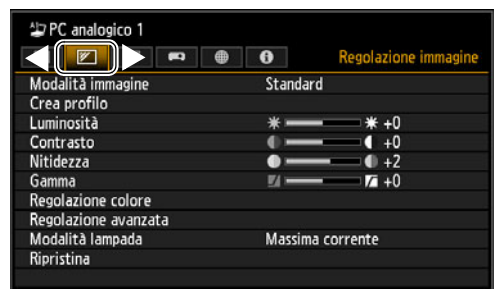 PC analogico 1
Regolazione immagine
Modalità immagine Standard
Crea profilo
Luminosità +0
Contrasto +0
Nitidezza +2
Gamma +0
Regolazione colore
Regolazione avanzata
Modalità lampada Massima corrente
Ripristina